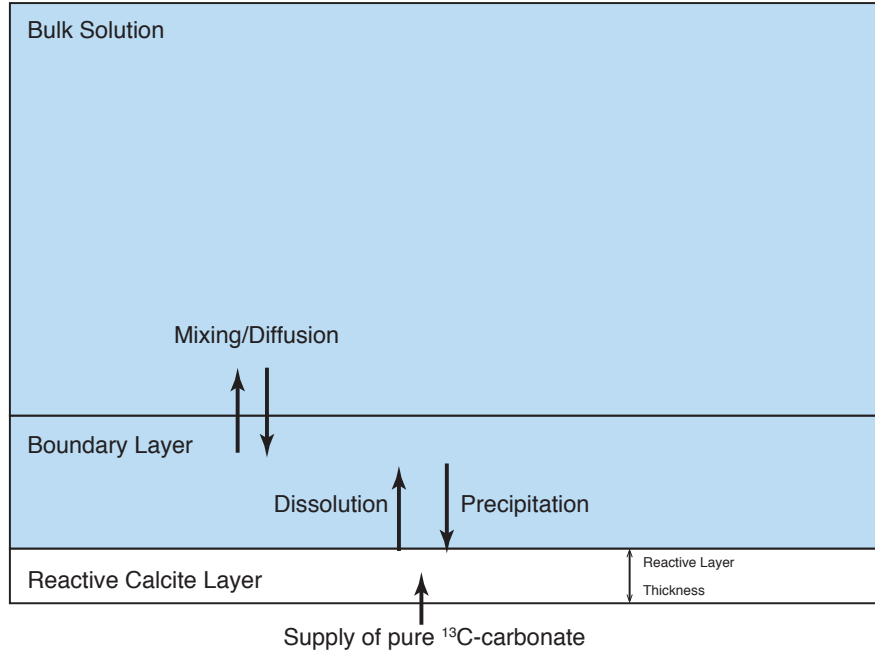 Bulk Solution
Mixing/Diffusion
Boundary Layer
Dissolution
Precipitation
Reactive Calcite Layer
Reactive Layer
Thickness
Supply of pure ¹³C-carbonate